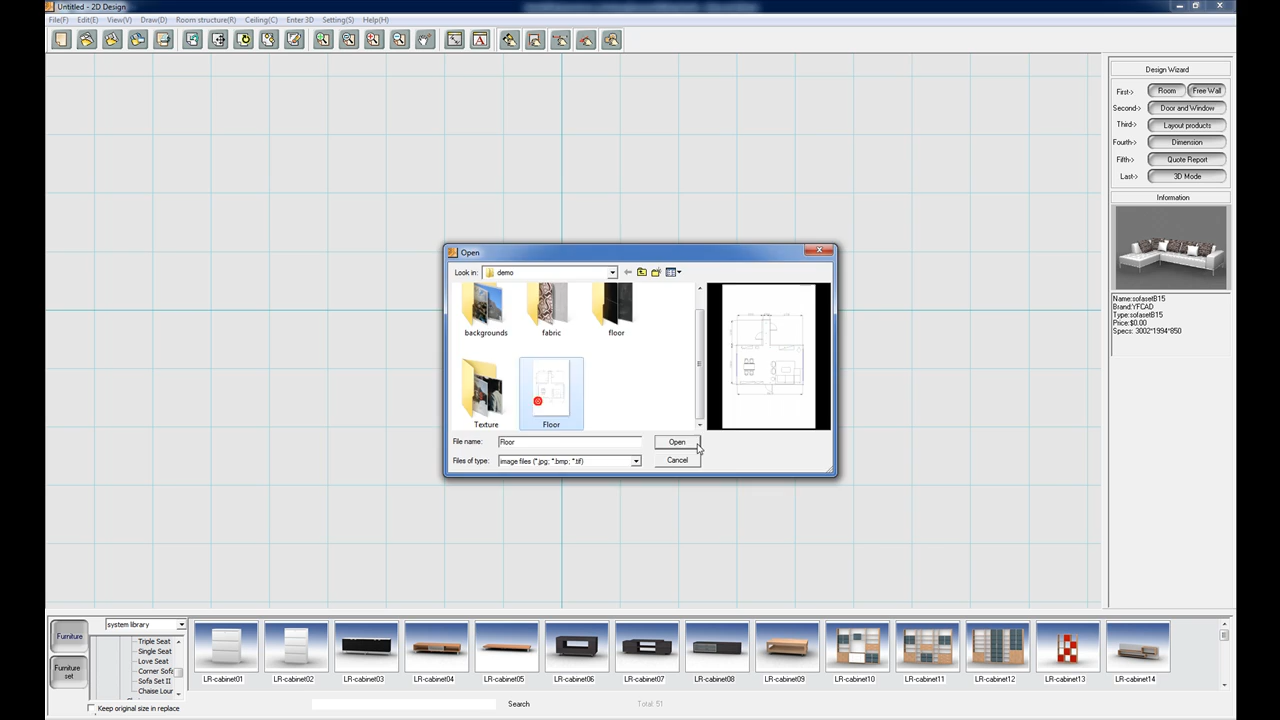 Untitled - 2D Design
File(F) Edit(E) View(V) Draw(D) Room structure(R) Ceiling(C) Enter 3D Setting(S) Help(H)
Design Wizard
First-> Room Free Wall
Second-> Door and Window
Third-> Layout products
Fourth-> Dimension
Fifth-> Quote Report
Last-> 3D Mode
Information
Name:sofasetB15
Brand:YFCAD
Type:sofasetB15
Price:$0.00
Specs: 3002*1994*850
Open
Look in: demo
backgrounds fabric floor
Texture Floor
File name: Floor Open
Files of type: image files (*.jpg; *.bmp; *.tif) Cancel
Furniture
Furniture set
system library
Triple Seat
Single Seat
Love Seat
Corner Sofa
Sofa Set II
Chaise Lour
LR-cabinet01 LR-cabinet02 LR-cabinet03 LR-cabinet04 LR-cabinet05 LR-cabinet06 LR-cabinet07 LR-cabinet08 LR-cabinet09 LR-cabinet10 LR-cabinet11 LR-cabinet12 LR-cabinet13 LR-cabinet14
Keep original size in replace
Search
Total: 51